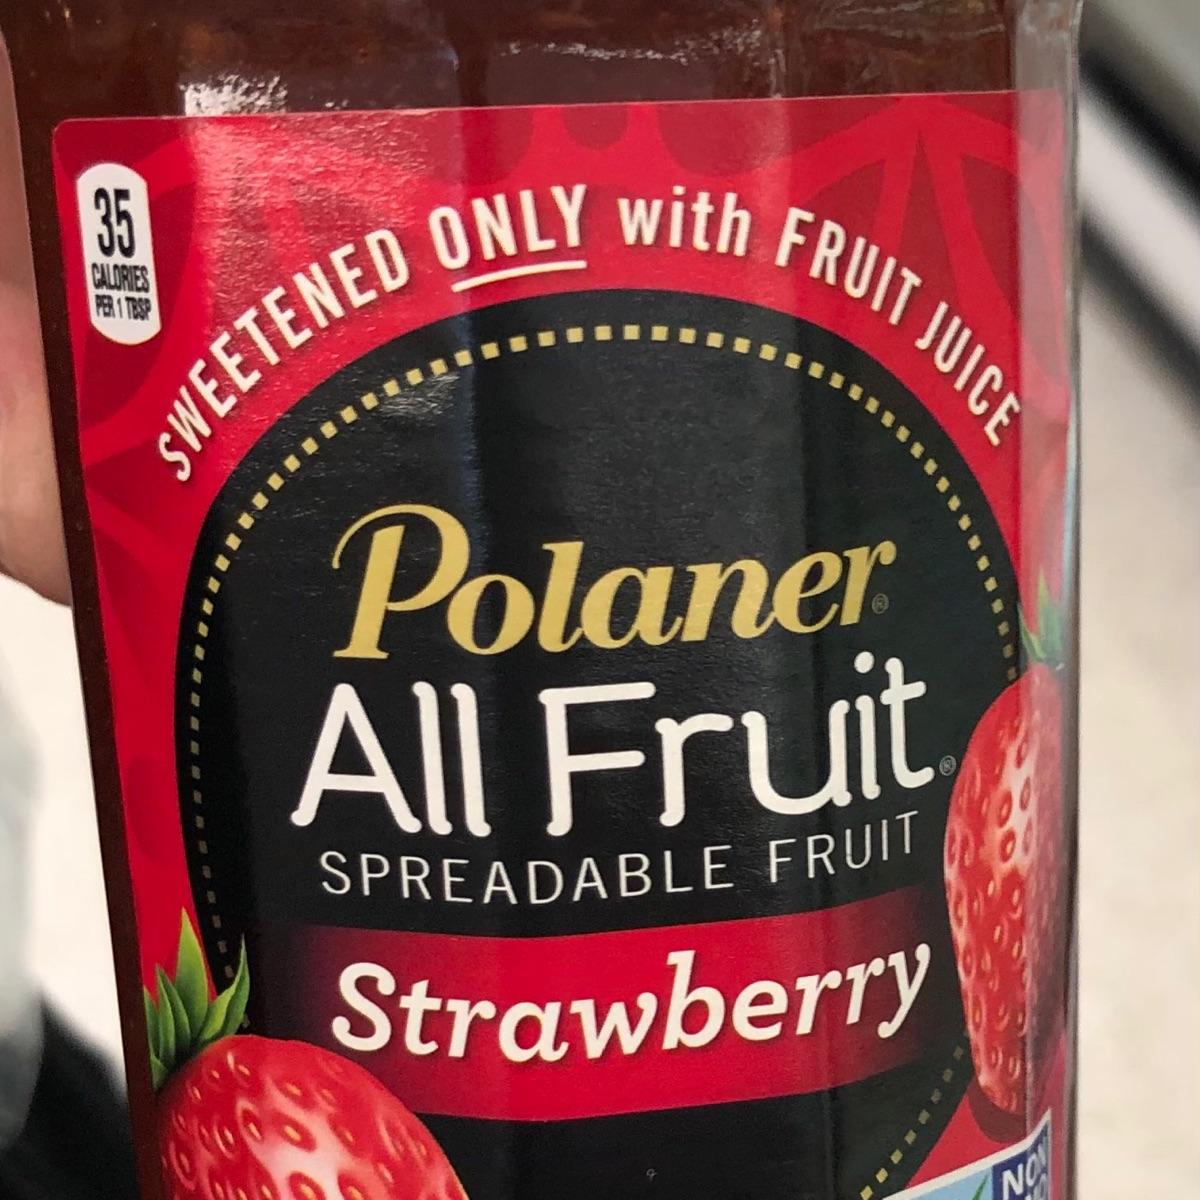 35
CALORIES
PER 1 TBSP
SWEETENED ONLY with FRUIT JUICE
Polaner®
All Fruit®
SPREADABLE FRUIT
Strawberry
NON